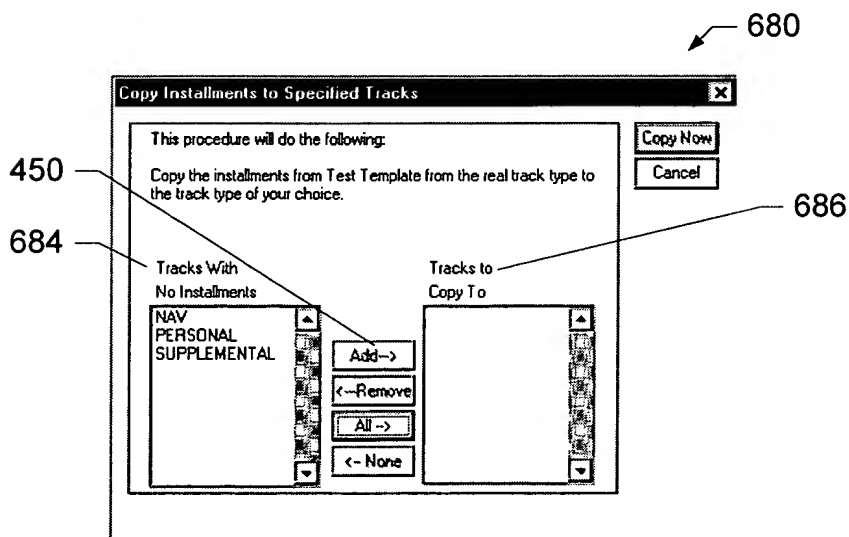 680
Copy Installments to Specified Tracks
This procedure will do the following:
Copy Now
Copy the installments from Test Template from the real track type to
the track type of your choice.
Cancel
450
686
684
Tracks With
No Installments
Tracks to
Copy To
NAV
PERSONAL
SUPPLEMENTAL
Add-->
<--Remove
All -->
<- None